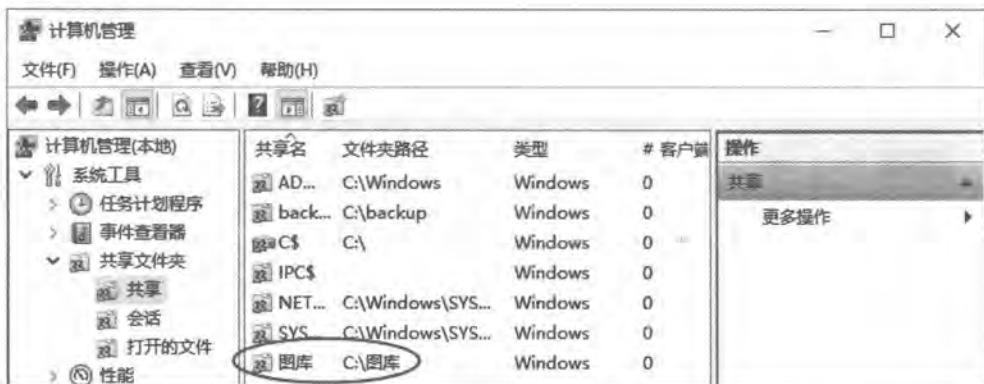 计算机管理
文件(F) 操作(A) 查看(V) 帮助(H)
计算机管理(本地)
系统工具
任务计划程序
事件查看器
共享文件夹
共享
会话
打开的文件
性能
共享名 文件夹路径 类型 # 客户端
AD... C:\Windows Windows 0
back... C:\backup Windows 0
C$ C:\ Windows 0
IPC$ Windows 0
NET... C:\Windows\SYS... Windows 0
SYS... C:\Windows\SYS... Windows 0
图库 C:\图库 Windows 0
操作
共享
更多操作